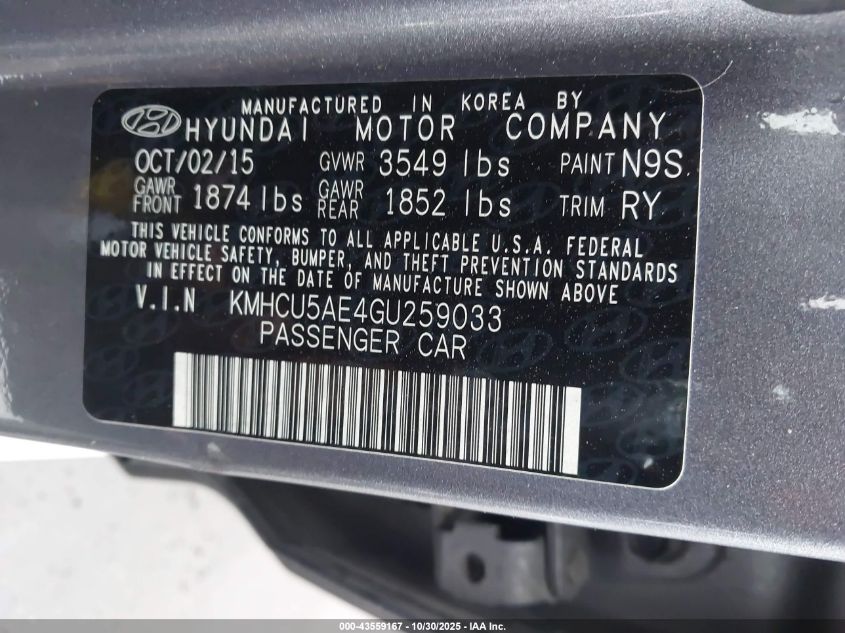 MANUFACTURED IN KOREA BY
HYUNDAI MOTOR COMPANY
OCT/02/15 GVWR 3549 lbs PAINT N9S
GAWR FRONT 1874 lbs GAWR REAR 1852 lbs TRIM RY
THIS VEHICLE CONFORMS TO ALL APPLICABLE U.S.A. FEDERAL
MOTOR VEHICLE SAFETY, BUMPER, AND THEFT PREVENTION STANDARDS
IN EFFECT ON THE DATE OF MANUFACTURE SHOWN ABOVE
V.I.N KMHCU5AE4GU259033
PASSENGER CAR
000-43559167 - 10/30/2025 - IAA Inc.